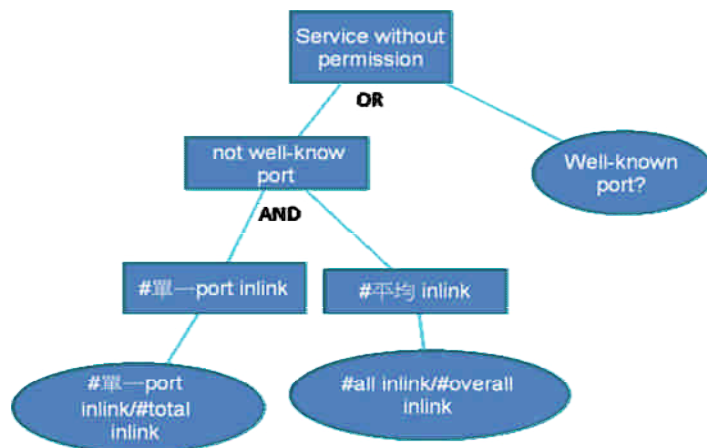 Service without
permission
OR
not well-know
port
Well-known
port?
AND
#單一port inlink
#平均 inlink
#單一port
inlink/#total
inlink
#all inlink/#overall
inlink